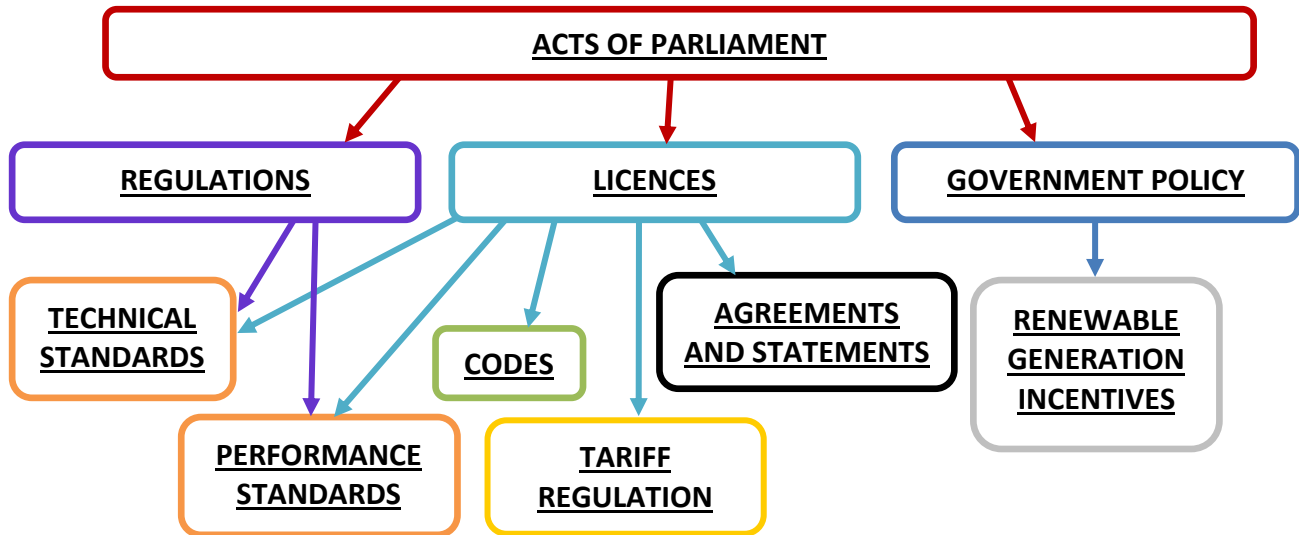 ACTS OF PARLIAMENT
REGULATIONS
LICENCES
GOVERNMENT POLICY
TECHNICAL
STANDARDS
CODES
AGREEMENTS
AND STATEMENTS
RENEWABLE
GENERATION
INCENTIVES
PERFORMANCE
STANDARDS
TARIFF
REGULATION